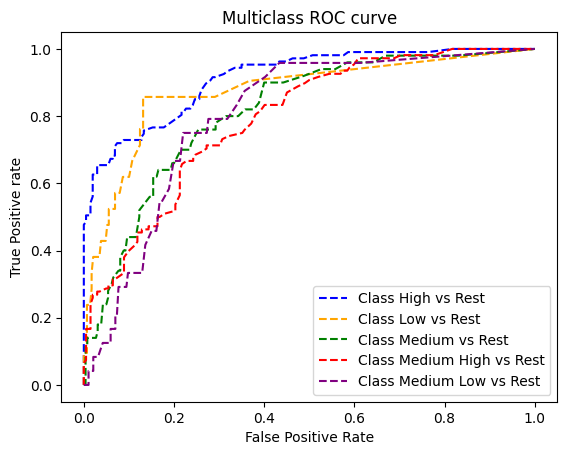 Multiclass ROC curve
True Positive rate
1.0
0.8
0.6
0.4
0.2
0.0
Class High vs Rest
Class Low vs Rest
Class Medium vs Rest
Class Medium High vs Rest
Class Medium Low vs Rest
0.0 0.2 0.4 0.6 0.8 1.0
False Positive Rate